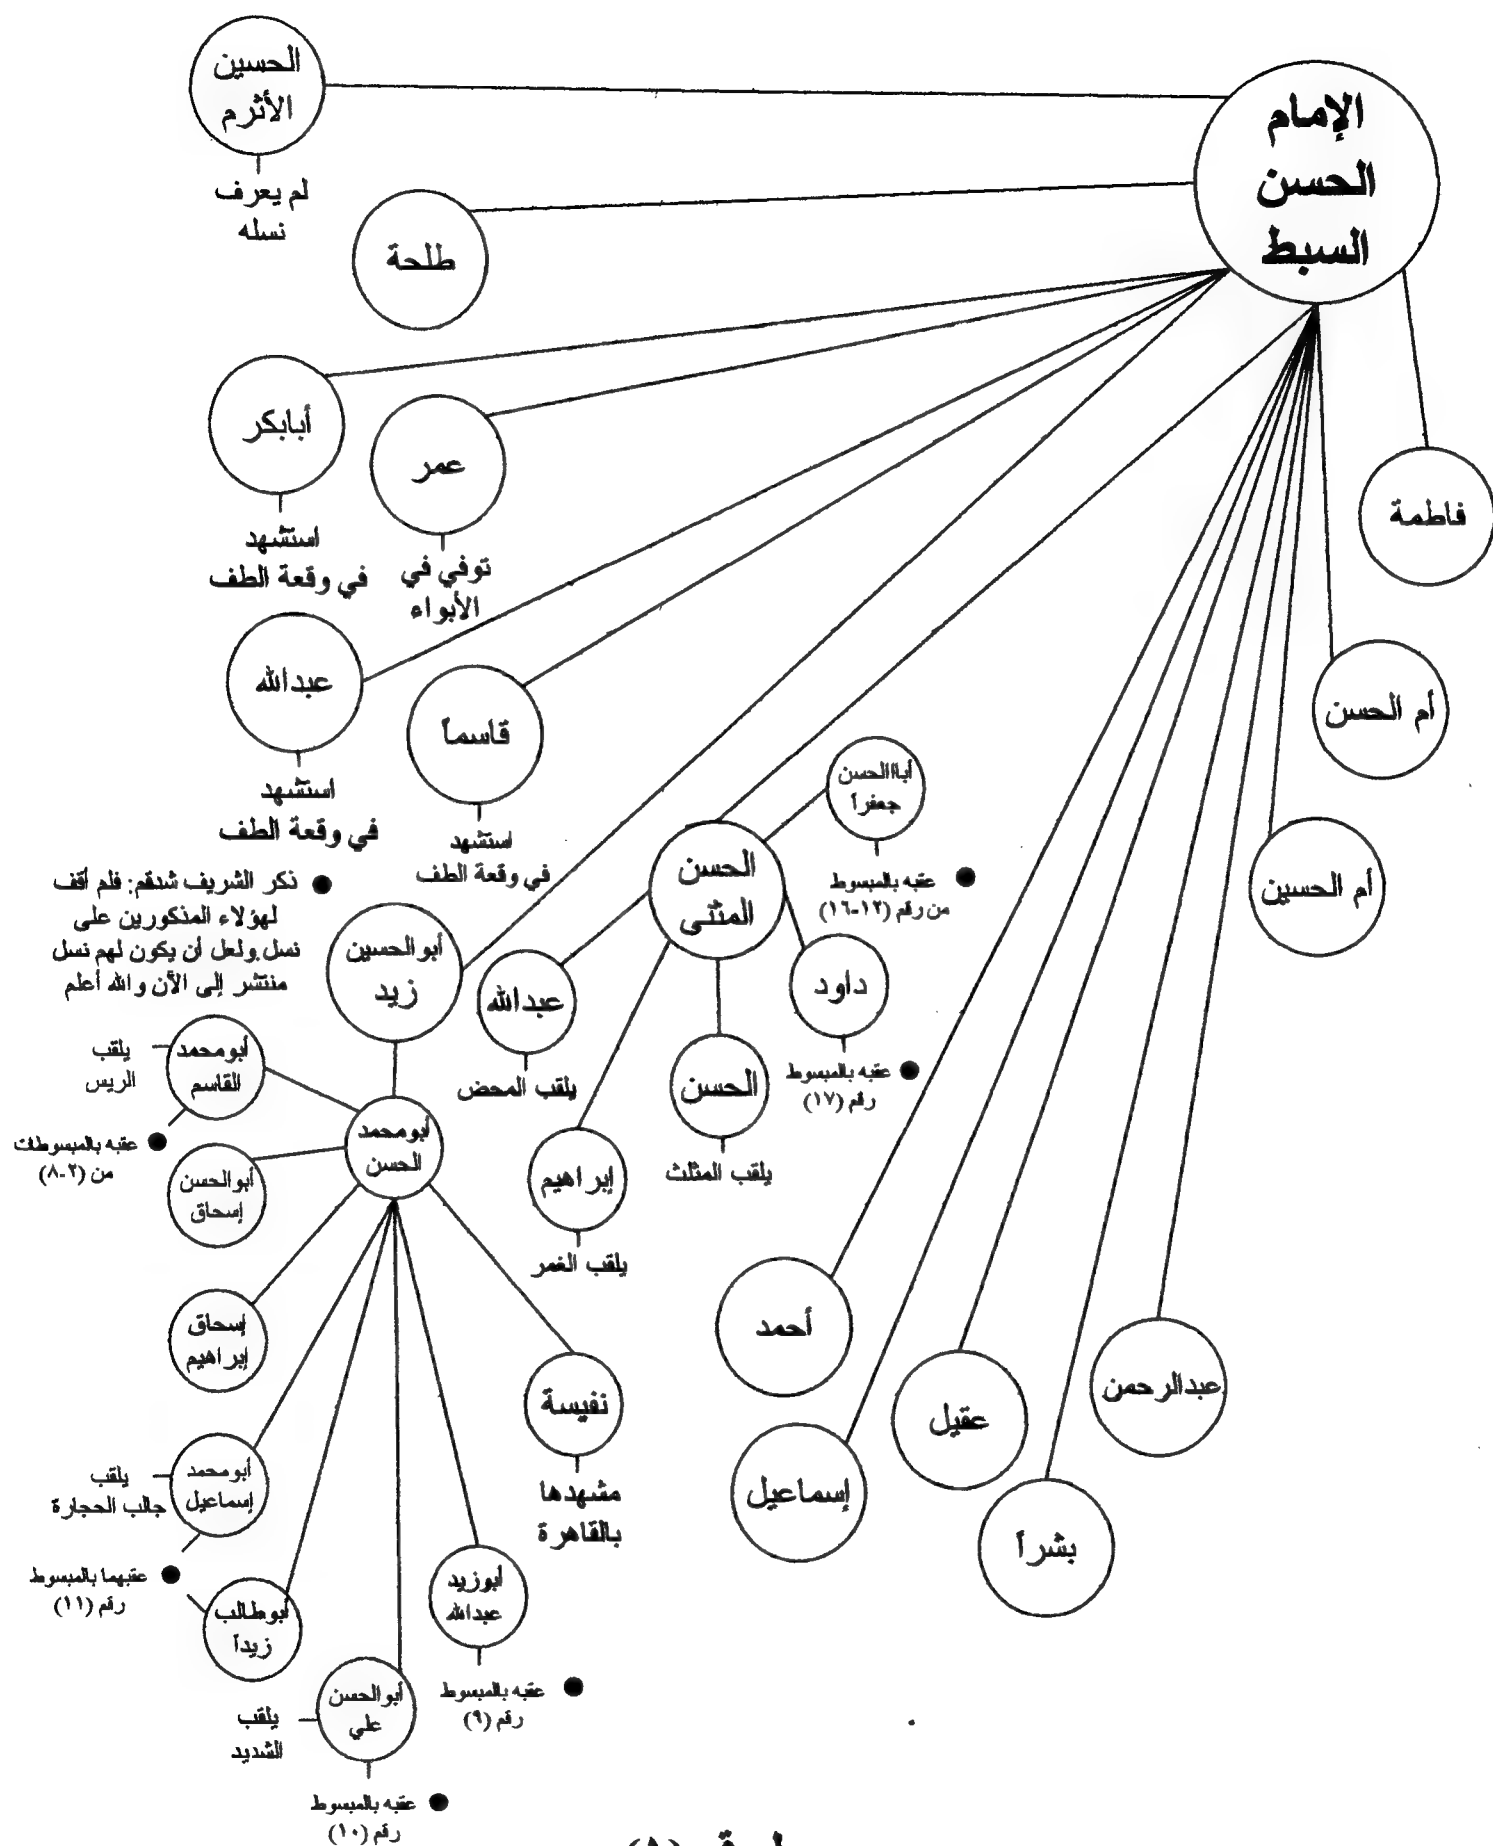 الإمام
الحسن
السبط
الحسين
الأثرم
لم يعرف
نسله
طلحة
أبابكر
استشهد
في وقعة الطف
عمر
توفي في
الأبواء
عبدالله
استشهد
في وقعة الطف
قاسماً
استشهد
في وقعة الطف
فاطمة
أم الحسن
أم الحسين
عبدالرحمن
بشراً
عقيل
إسماعيل
أحمد
الحسن
المثنى
أباالحسن
جعفراً
عقبه بالمبسوط
من رقم (١٢-١٦)
داود
عقبه بالمبسوط
رقم (١٧)
الحسن
يلقب المثلث
إبراهيم
يلقب الغمر
عبدالله
يلقب المحض
ذكر الشريف شدقم: فلم أقف
لهؤلاء المذكورين على
نسل ولعل أن يكون لهم نسل
منتشر إلى الآن والله أعلم
أبوالحسين
زيد
أبومحمد
الحسن
أبومحمد
القاسم
يلقب
الريس
عقبه بالمبسوطات
من (٢-٨)
أبوالحسن
إسحاق
إسحاق
إبراهيم
أبومحمد
إسماعيل
يلقب
جالب الحجارة
عقبهما بالمبسوط
رقم (١١)
أبوطالب
زيداً
أبوالحسن
علي
يلقب
الشديد
عقبه بالمبسوط
رقم (١٠)
أبوزيد
عبدالله
عقبه بالمبسوط
رقم (٩)
نفيسة
مشهدها
بالقاهرة